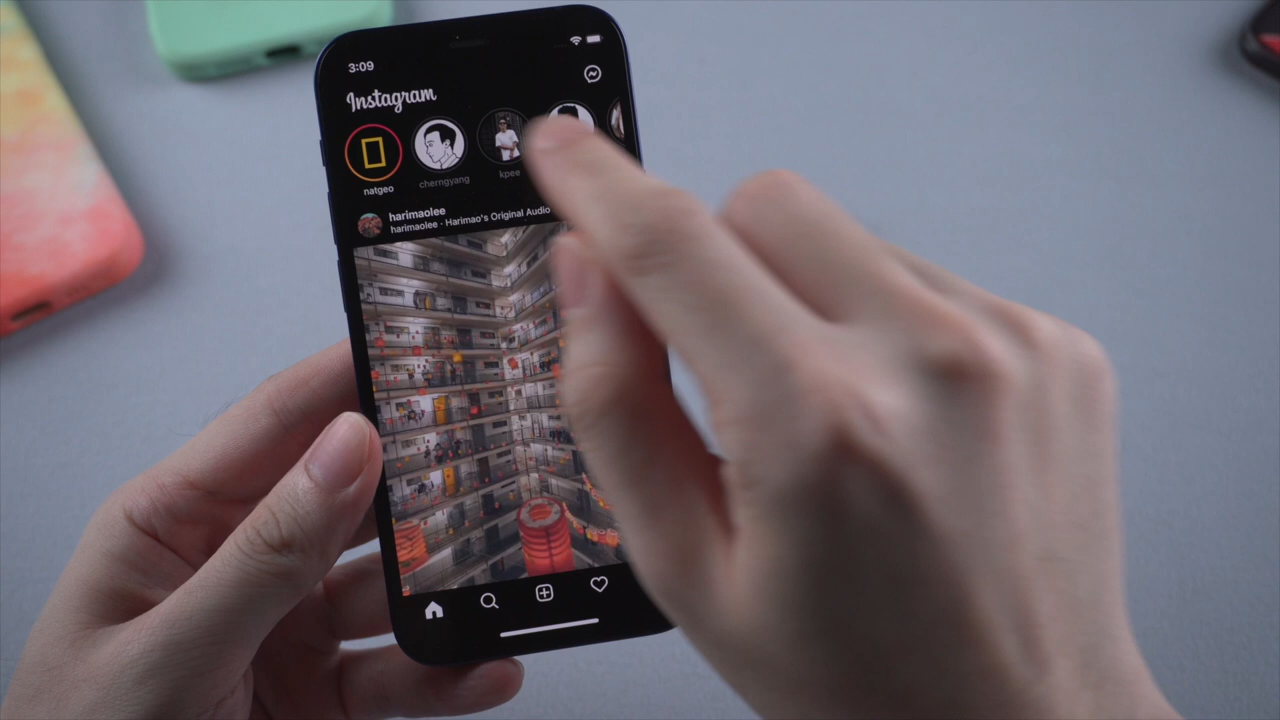 3:09
Instagram
natgeo
cherngyang
kpee
harimaolee
harimaolee · Harimao's Original Audio